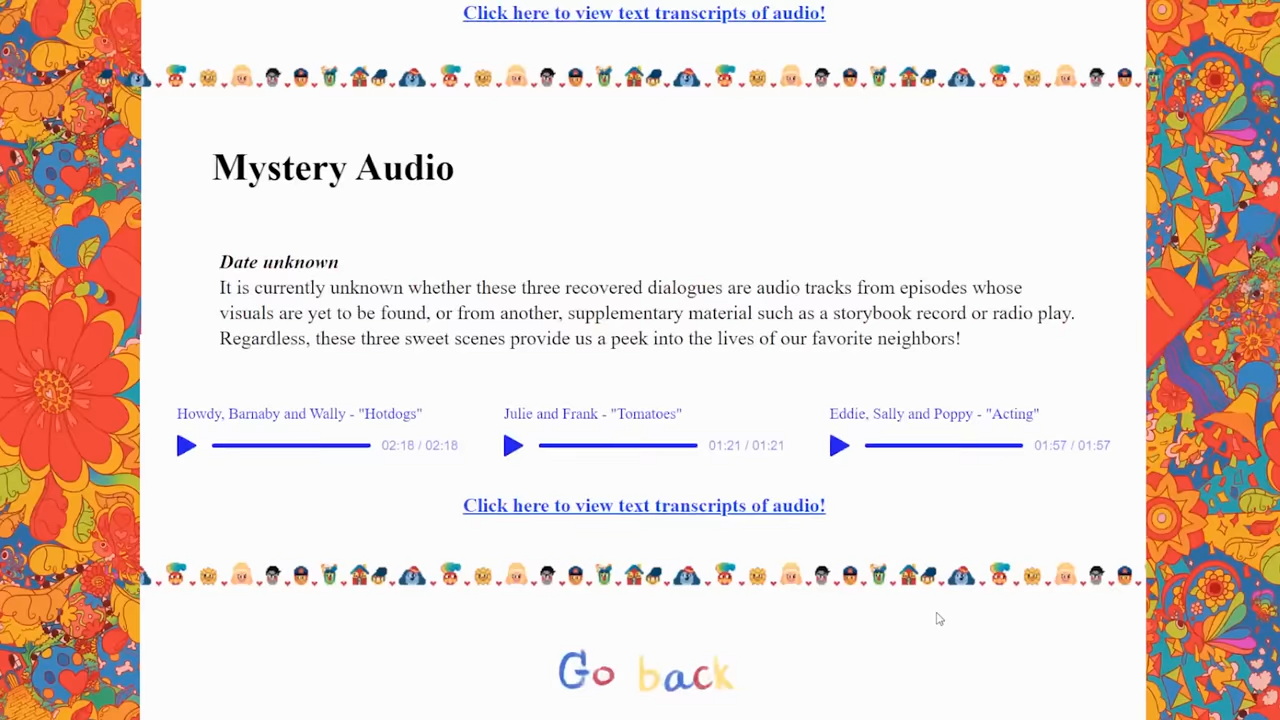 Click here to view text transcripts of audio!
Mystery Audio
Date unknown
It is currently unknown whether these three recovered dialogues are audio tracks from episodes whose
visuals are yet to be found, or from another, supplementary material such as a storybook record or radio play.
Regardless, these three sweet scenes provide us a peek into the lives of our favorite neighbors!
Howdy, Barnaby and Wally - "Hotdogs"
02:18 / 02:18
Julie and Frank - "Tomatoes"
01:21 / 01:21
Eddie, Sally and Poppy - "Acting"
01:57 / 01:57
Click here to view text transcripts of audio!
Go back